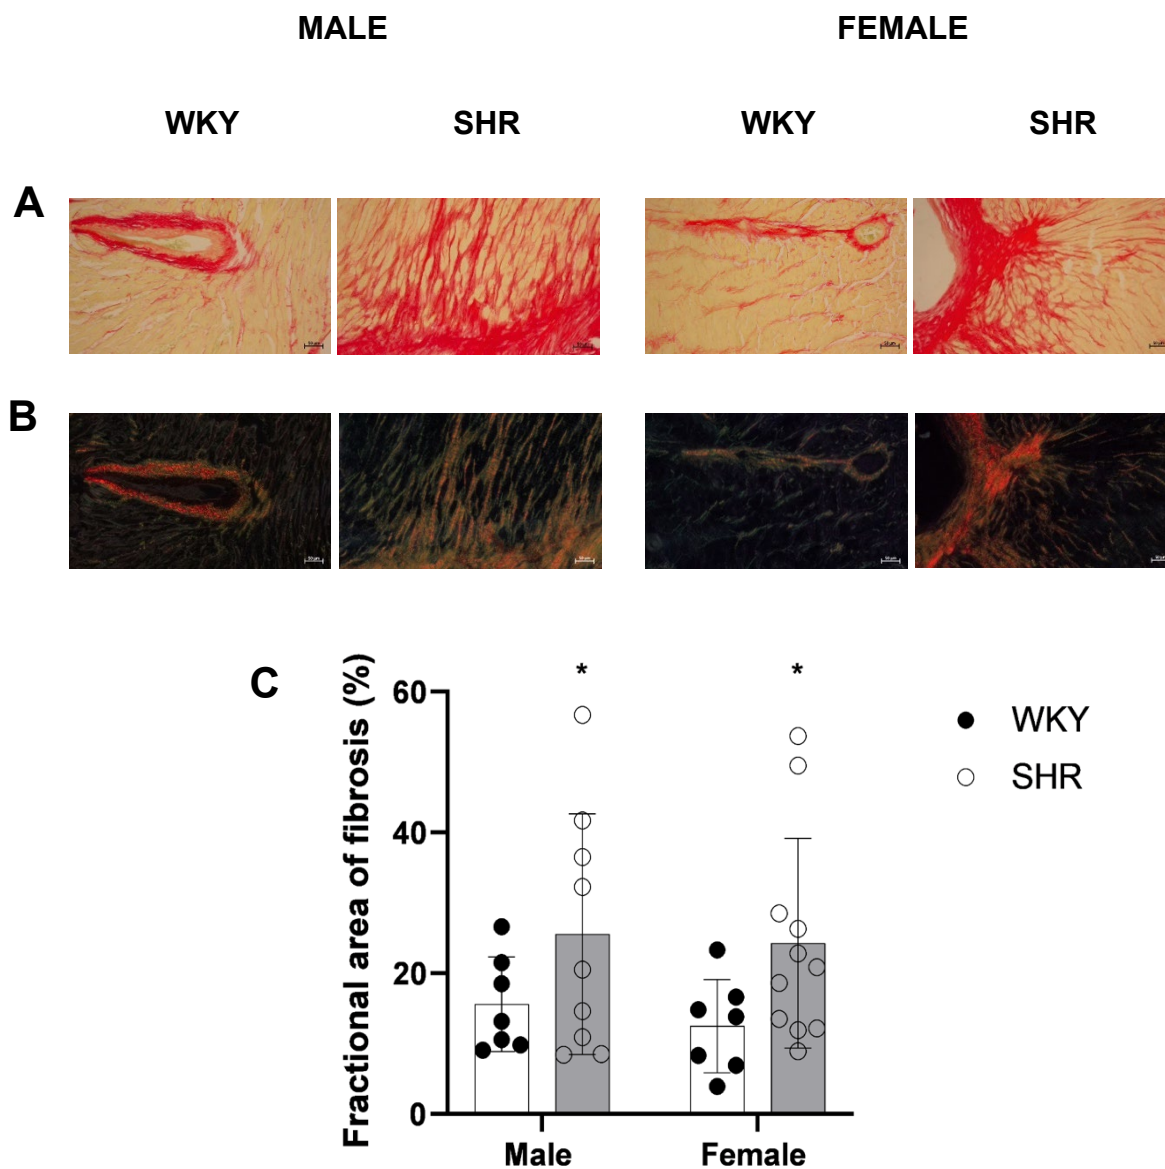 MALE FEMALE
WKY SHR WKY SHR
A
B
C
* *
Fractional area of fibrosis (%)
60
40
20
0
Male Female
WKY
SHR